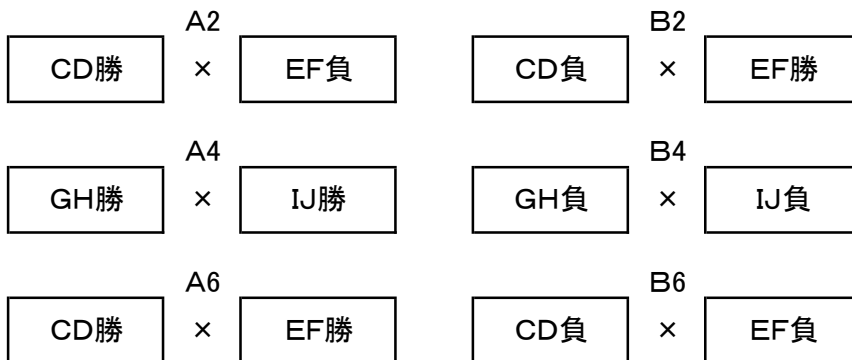 A2 B2
CD勝 × EF負 CD負 × EF勝
A4 B4
GH勝 × IJ勝 GH負 × IJ負
A6 B6
CD勝 × EF勝 CD負 × EF負